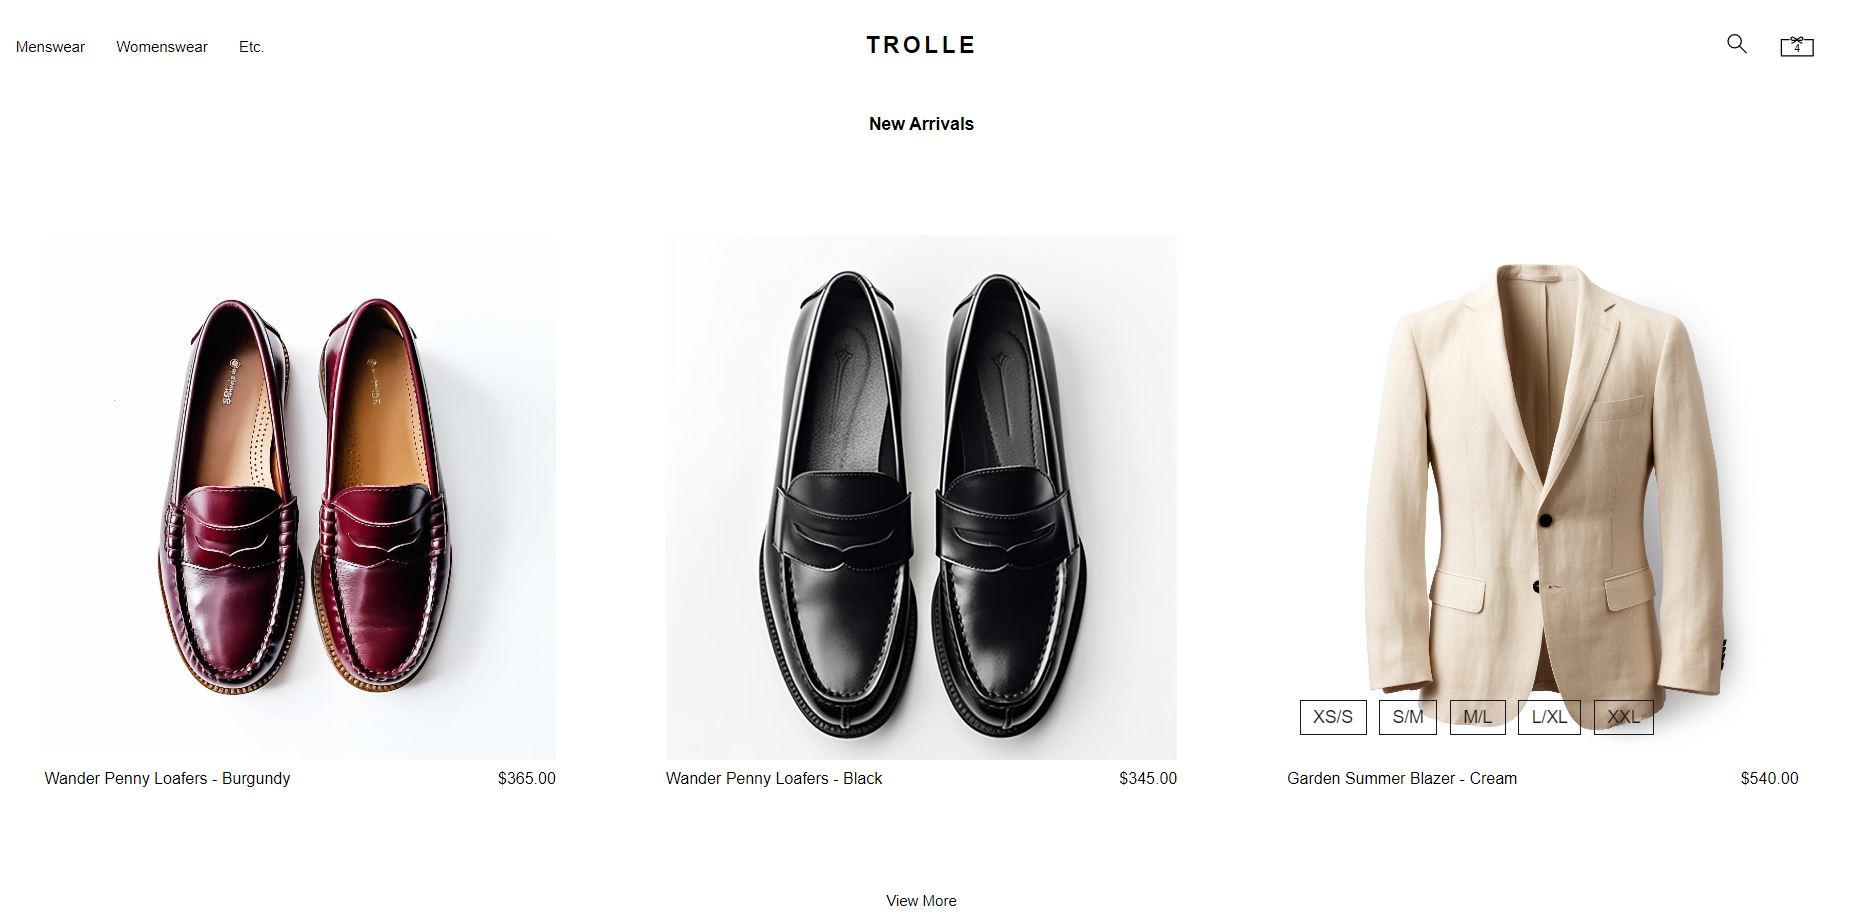 Menswear Womenswear Etc. TROLLE 4
New Arrivals
XS/S S/M M/L L/XL XXL
Wander Penny Loafers - Burgundy $365.00 Wander Penny Loafers - Black $345.00 Garden Summer Blazer - Cream $540.00
View More